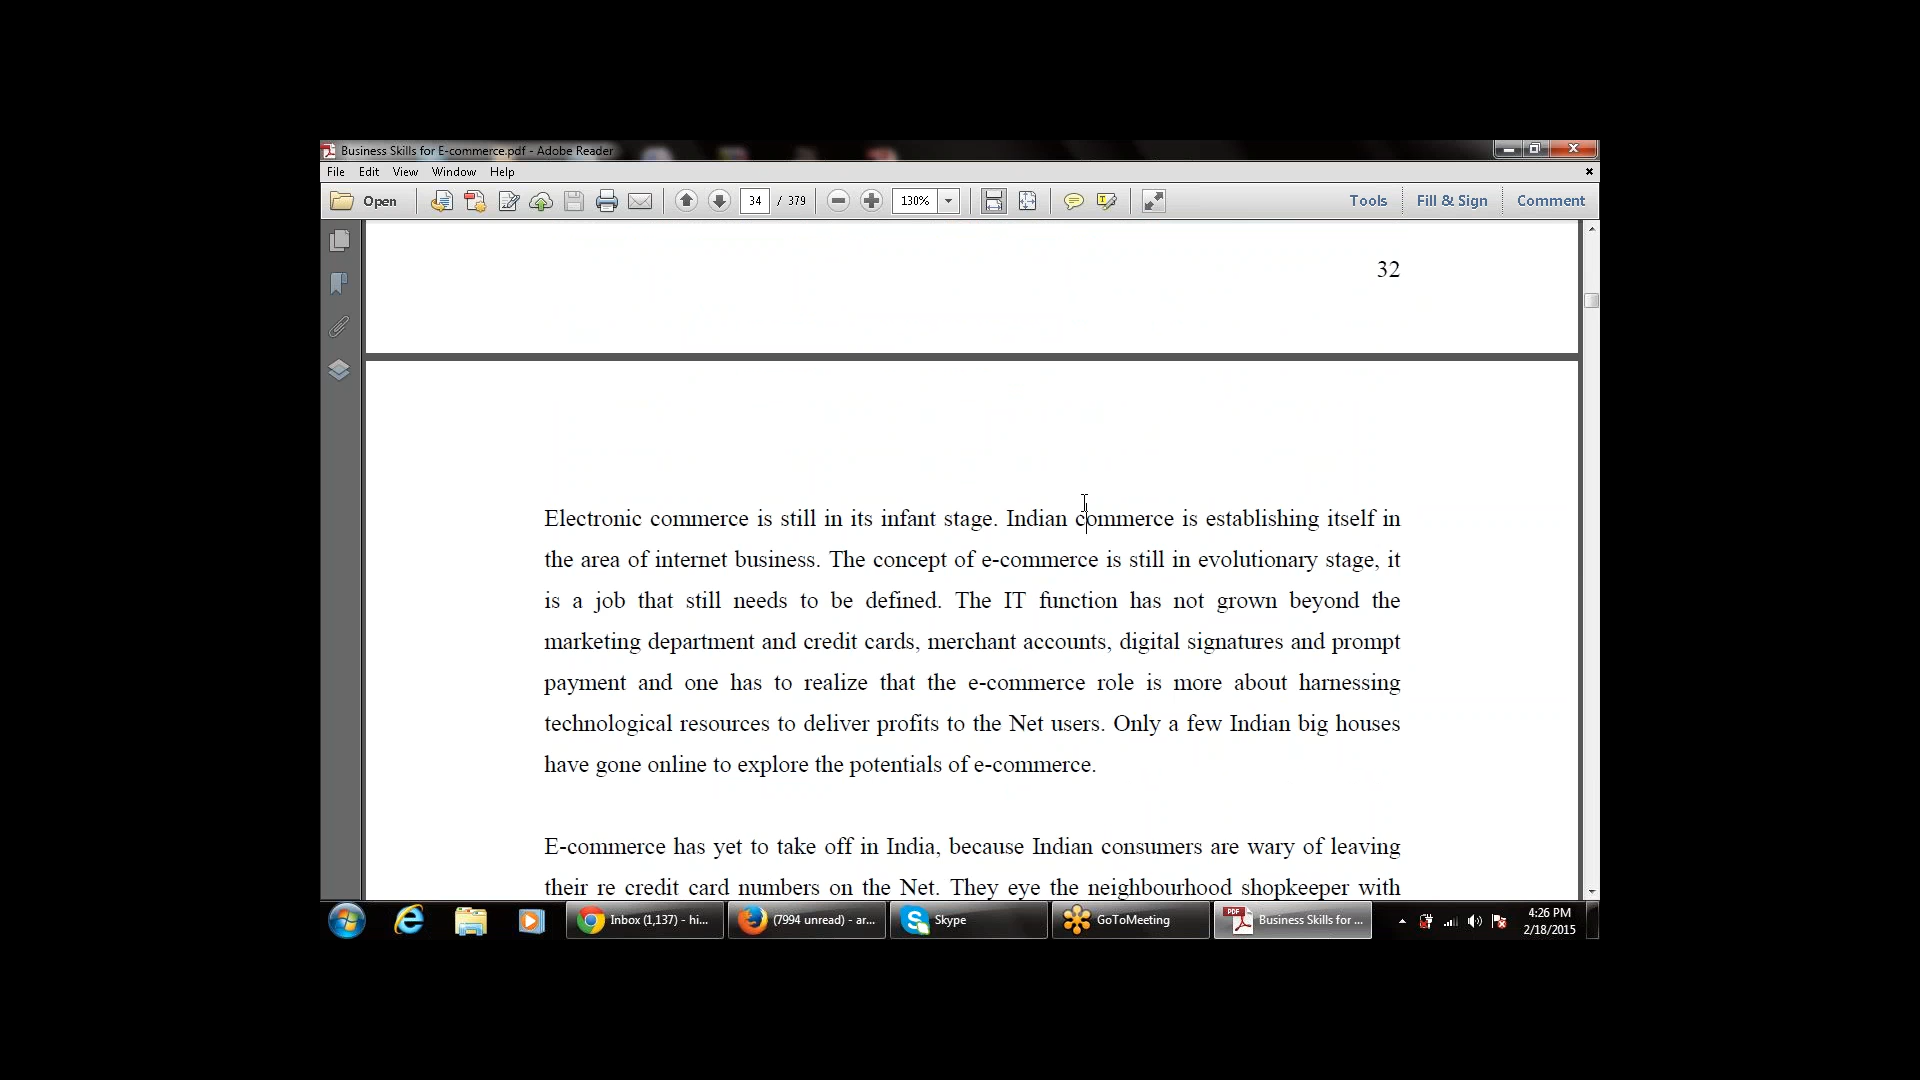 Business Skills for E-commerce.pdf - Adobe Reader
File Edit View Window Help
Open 34 / 379 130% Tools Fill & Sign Comment
32
Electronic commerce is still in its infant stage. Indian commerce is establishing itself in
the area of internet business. The concept of e-commerce is still in evolutionary stage, it
is a job that still needs to be defined. The IT function has not grown beyond the
marketing department and credit cards, merchant accounts, digital signatures and prompt
payment and one has to realize that the e-commerce role is more about harnessing
technological resources to deliver profits to the Net users. Only a few Indian big houses
have gone online to explore the potentials of e-commerce.
E-commerce has yet to take off in India, because Indian consumers are wary of leaving
their re credit card numbers on the Net. They eye the neighbourhood shopkeeper with
Inbox (1,137) - hi... (7994 unread) - ar... Skype GoToMeeting PDF Business Skills for ... 4:26 PM
2/18/2015